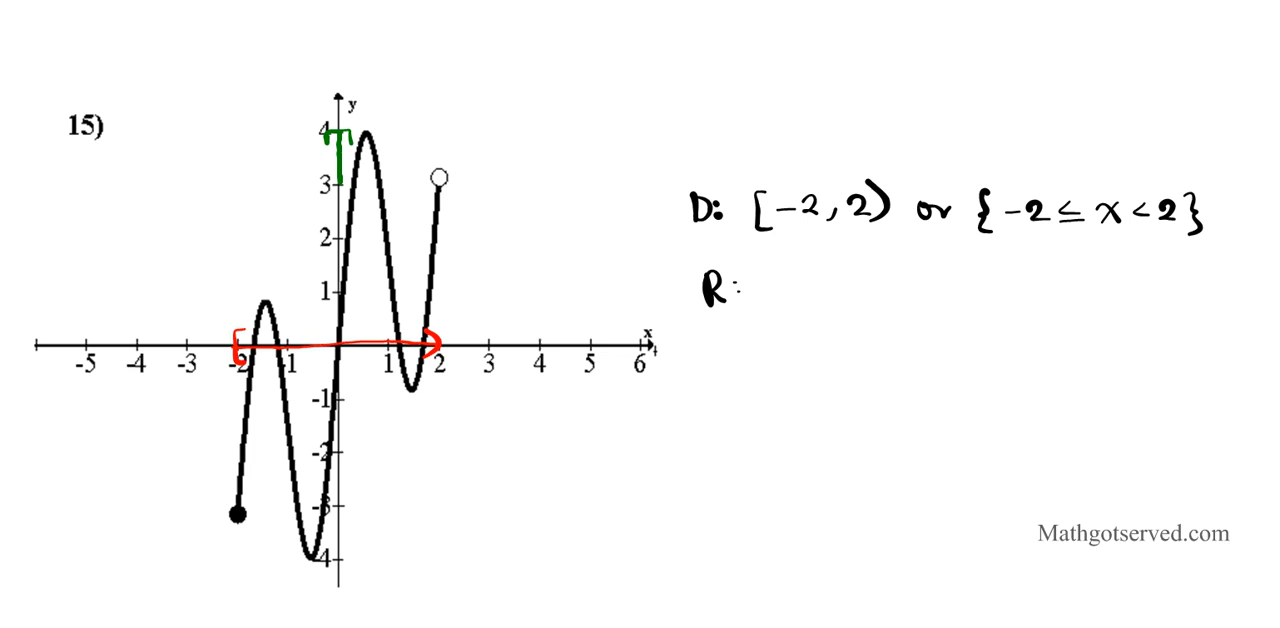 15)
y
4
3
2
1
x
-5 -4 -3 -2 -1 1 2 3 4 5 6
-1
-2
-3
-4
D: [-2, 2) or {-2 ≤ x < 2}
R:
Mathgotserved.com